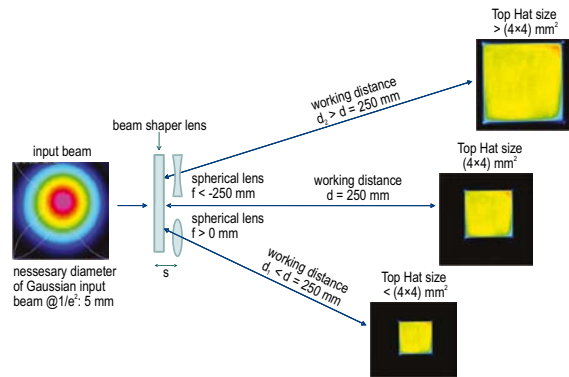 Top Hat size
> (4×4) mm²
working distance
d₂ > d = 250 mm
beam shaper lens
input beam
spherical lens
f < -250 mm
working distance
d = 250 mm
Top Hat size
(4×4) mm²
spherical lens
f > 0 mm
working distance
d₁ < d = 250 mm
nessesary diameter
of Gaussian input
beam @1/e²: 5 mm
s
Top Hat size
< (4×4) mm²